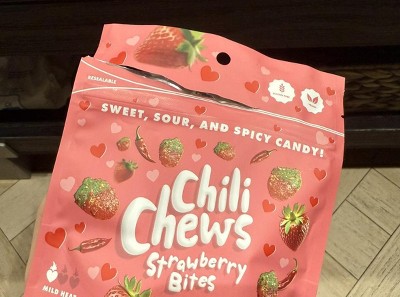 RESEALABLE
SWEET, SOUR, AND SPICY CANDY!
Chili
Chews
Strawberry
Bites
MILD HEAT